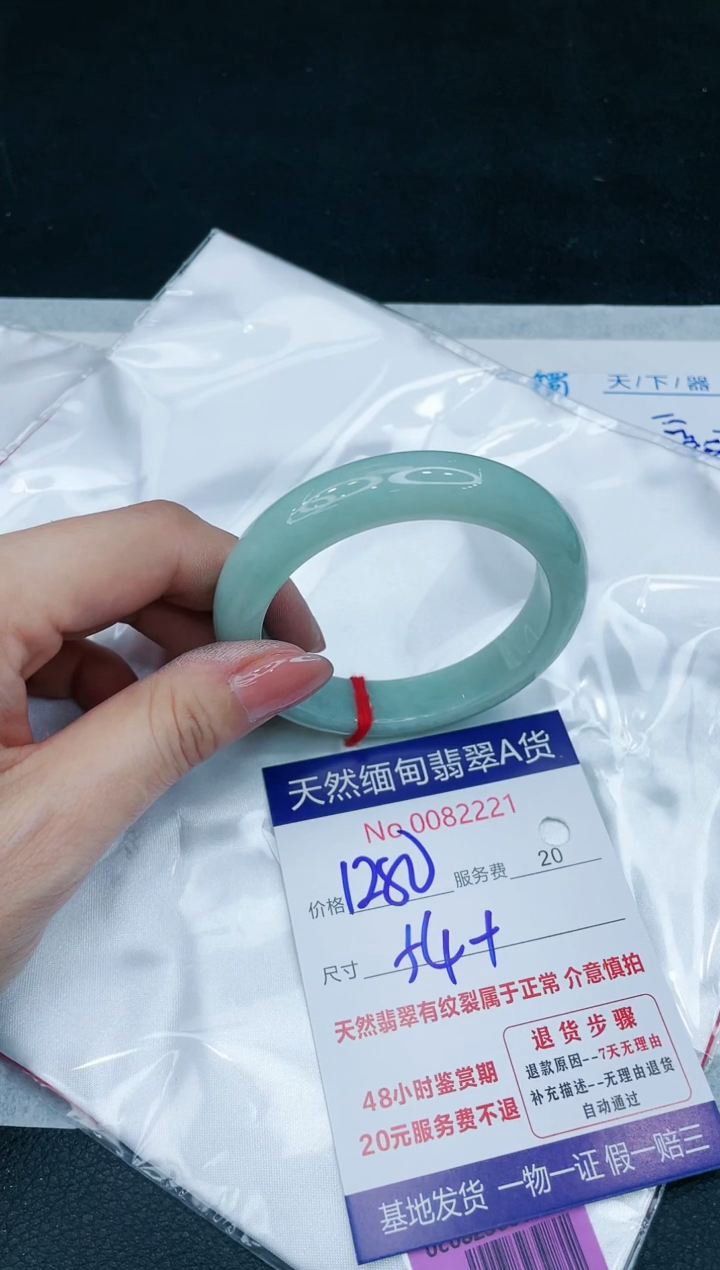 天/下/器
天然缅甸翡翠A货
No 0082221
价格 1280 服务费 20
尺寸
天然翡翠有纹裂属于正常 介意慎拍
退货步骤
退款原因--7天无理由
补充描述--无理由退货
自动通过
48小时鉴赏期
20元服务费不退
基地发货 一物一证 假一赔三